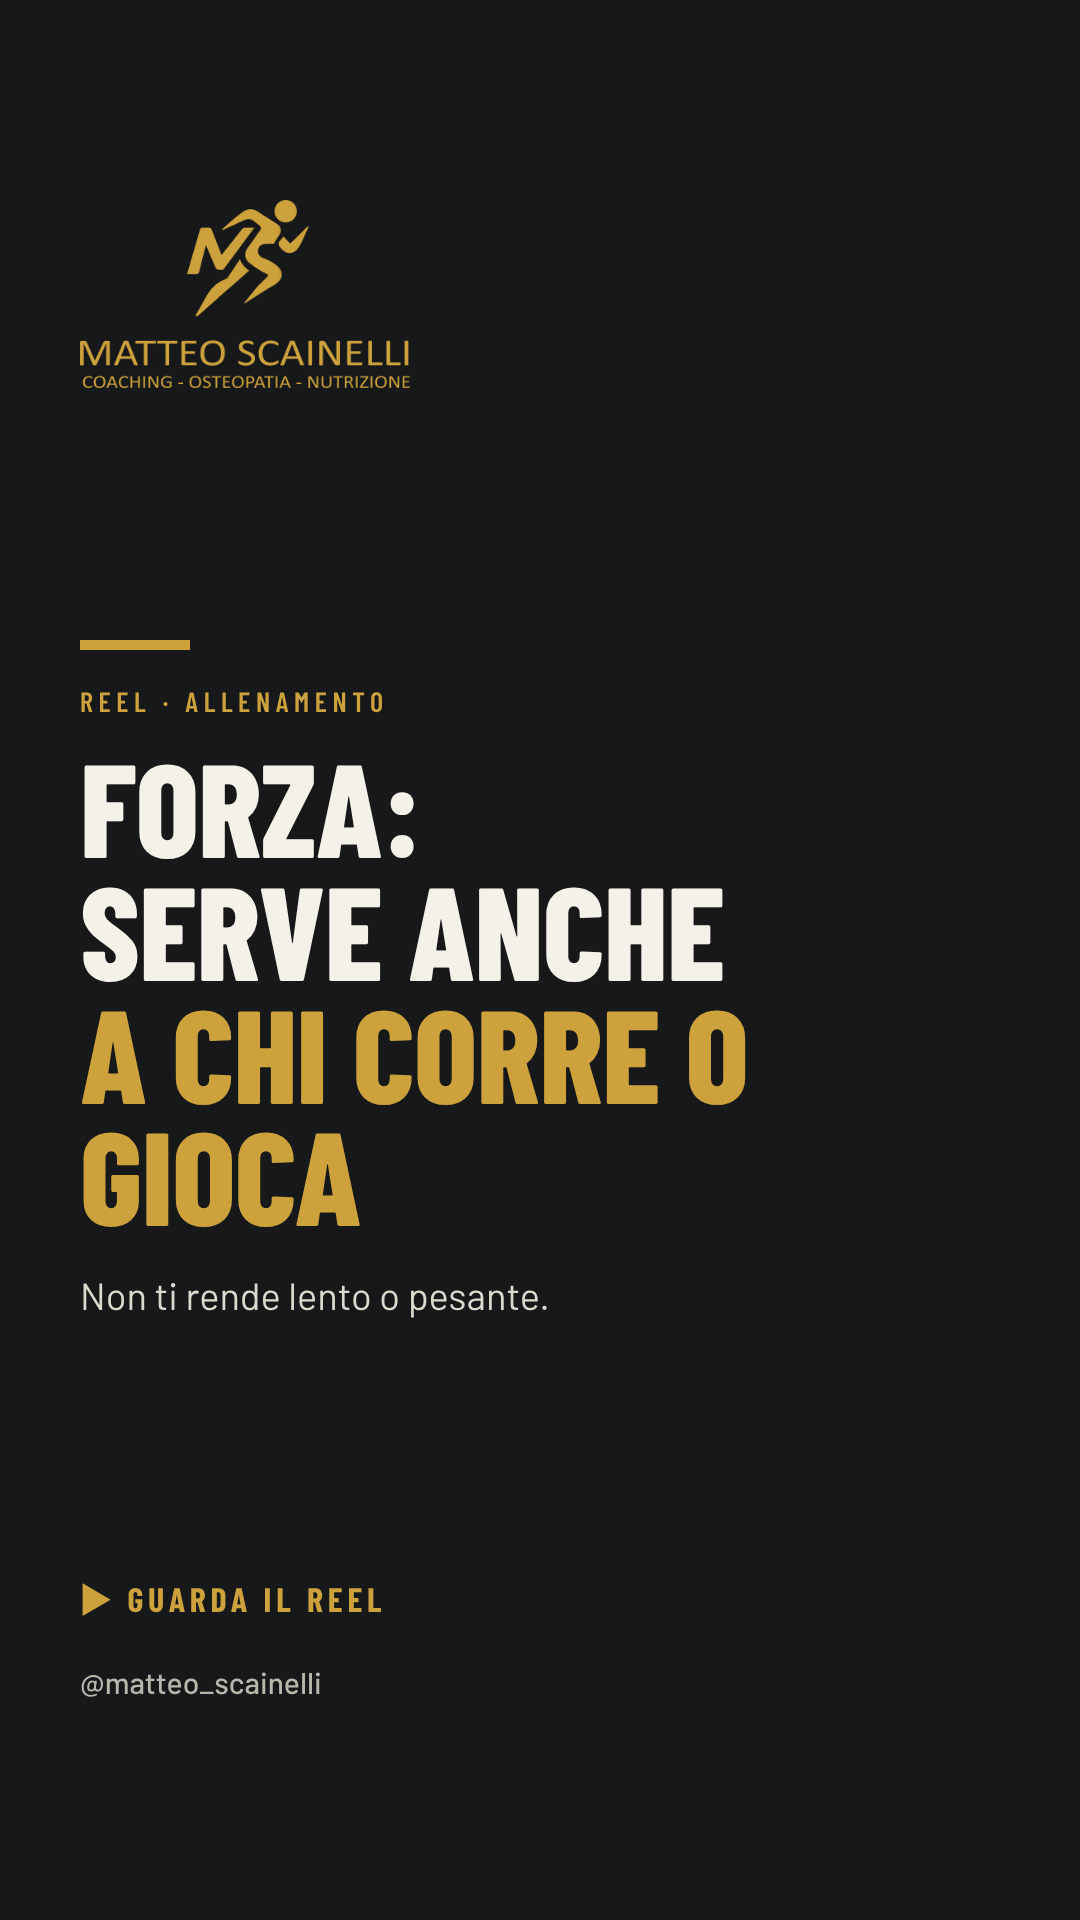 MATTEO SCAINELLI
COACHING - OSTEOPATIA - NUTRIZIONE
REEL · ALLENAMENTO
FORZA:
SERVE ANCHE
A CHI CORRE O
GIOCA
Non ti rende lento o pesante.
GUARDA IL REEL
@matteo_scainelli